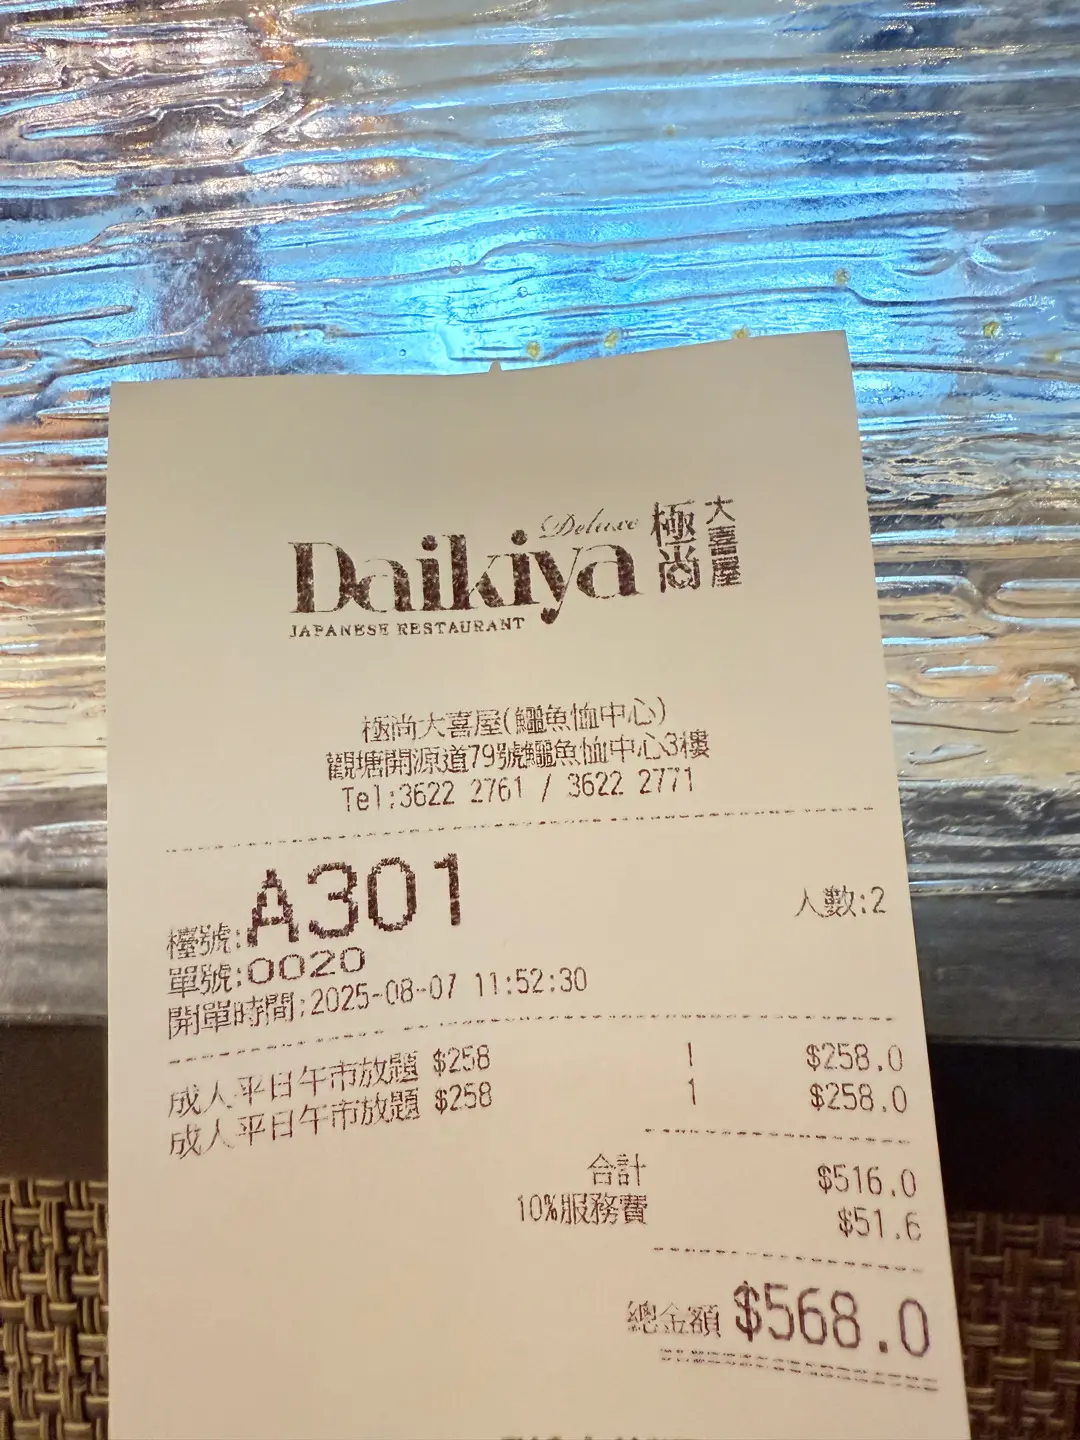 Deluxe
Daikiya 極尚大喜屋
JAPANESE RESTAURANT
極尚大喜屋(鱷魚恤中心)
觀塘開源道79號鱷魚恤中心3樓
Tel:3622 2761 / 3622 2771
檯號:A301 人數:2
單號:0020
開單時間:2025-08-07 11:52:30
成人平日午市放題 $258 1 $258.0
成人平日午市放題 $258 1 $258.0
合計 $516.0
10%服務費 $51.6
總金額 $568.0